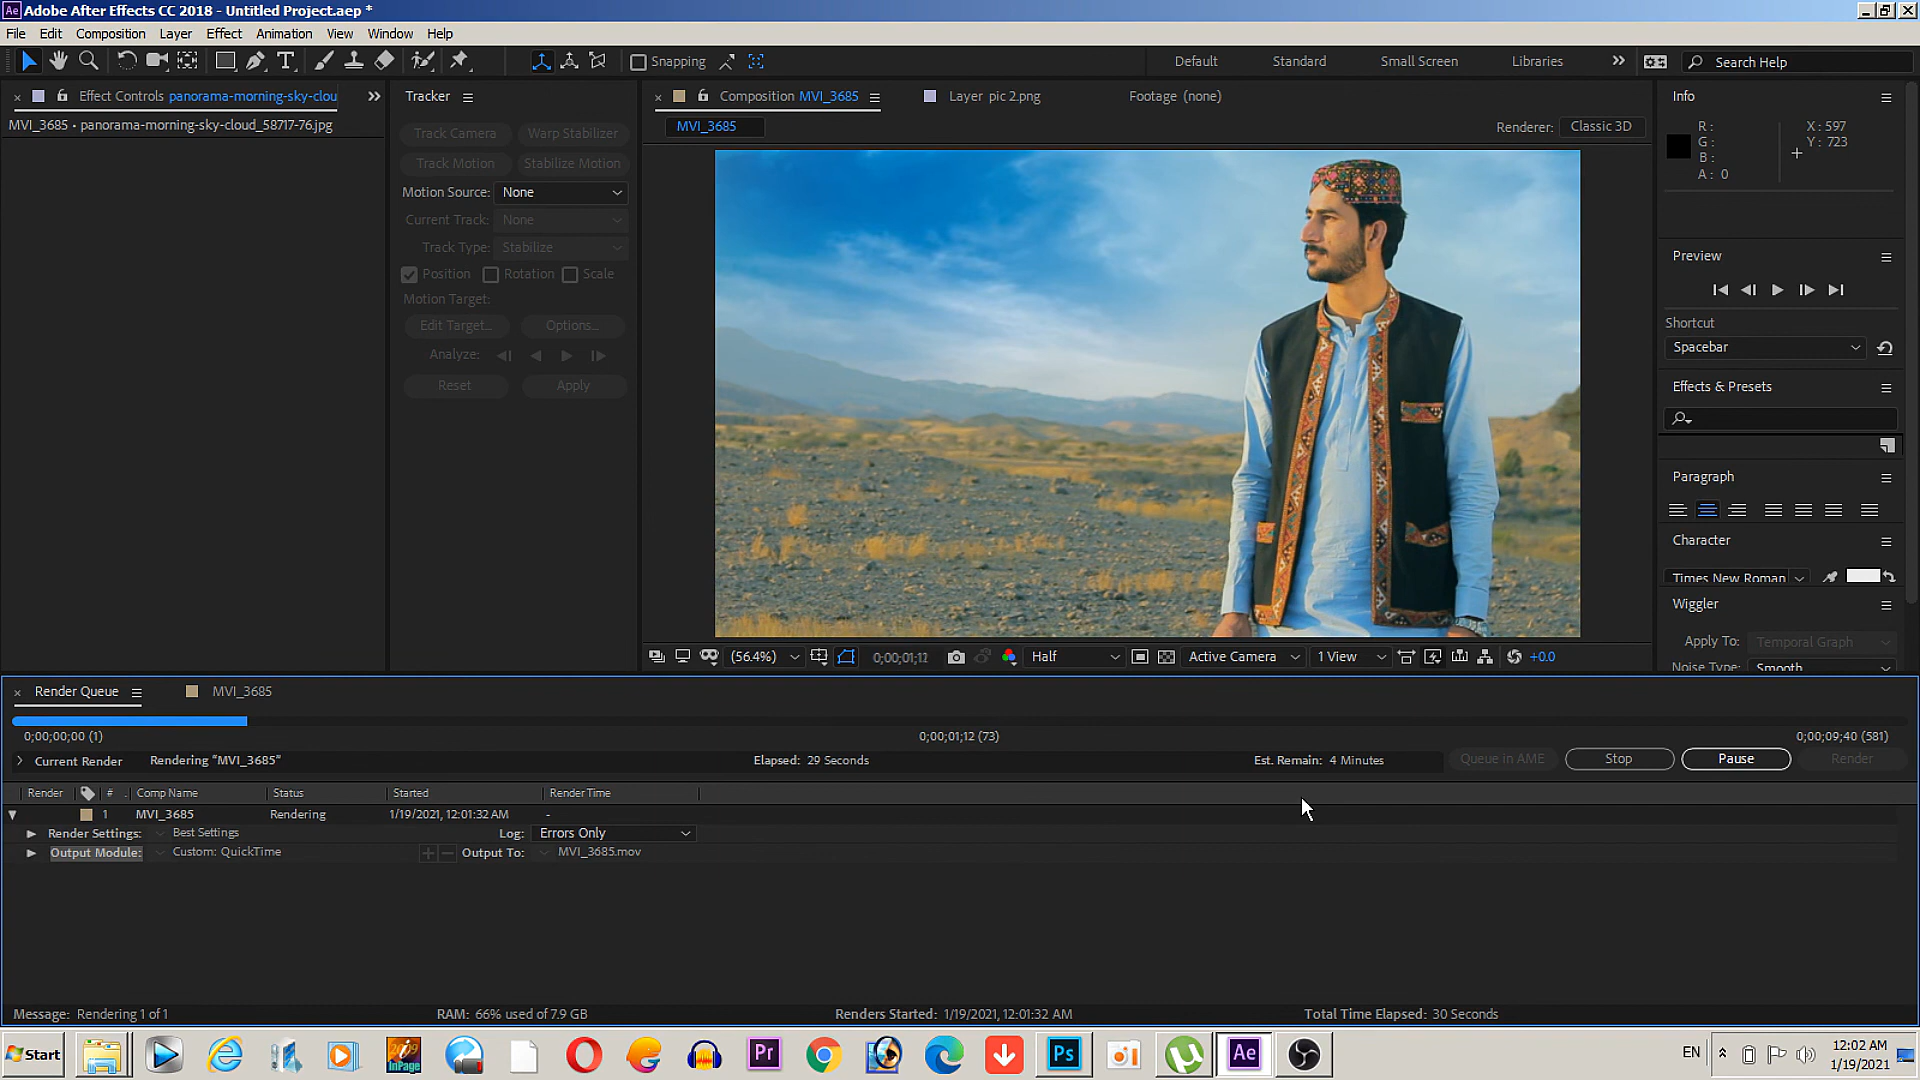 Adobe After Effects CC 2018 - Untitled Project.aep *
File Edit Composition Layer Effect Animation View Window Help
Snapping
Default Standard Small Screen Libraries
Search Help
Effect Controls panorama-morning-sky-clou
MVI_3685 • panorama-morning-sky-cloud_58717-76.jpg
Tracker
Track Camera Warp Stabilizer
Track Motion Stabilize Motion
Motion Source: None
Current Track: None
Track Type: Stabilize
Position Rotation Scale
Motion Target:
Edit Target... Options...
Analyze:
Reset Apply
Composition MVI_3685
Layer pic 2.png
Footage (none)
MVI_3685
Renderer: Classic 3D
(56.4%) 0;00;01;12 Half Active Camera 1 View +0.0
Info
R: X: 597
G: Y: 723
B:
A: 0
Preview
Shortcut
Spacebar
Effects & Presets
Paragraph
Character
Times New Roman
Wiggler
Apply To: Temporal Graph
Noise Type: Smooth
Render Queue MVI_3685
0;00;00;00 (1) 0;00;01;12 (73) 0;00;09;40 (581)
Current Render Rendering "MVI_3685" Elapsed: 29 Seconds Est. Remain: 4 Minutes Queue in AME Stop Pause Render
Render # Comp Name Status Started Render Time
1 MVI_3685 Rendering 1/19/2021, 12:01:32 AM -
Render Settings: Best Settings Log: Errors Only
Output Module: Custom: QuickTime Output To: MVI_3685.mov
Message: Rendering 1 of 1 RAM: 66% used of 7.9 GB Renders Started: 1/19/2021, 12:01:32 AM Total Time Elapsed: 30 Seconds
Start
InPage
Pr
Ps
Ae
EN
12:02 AM
1/19/2021